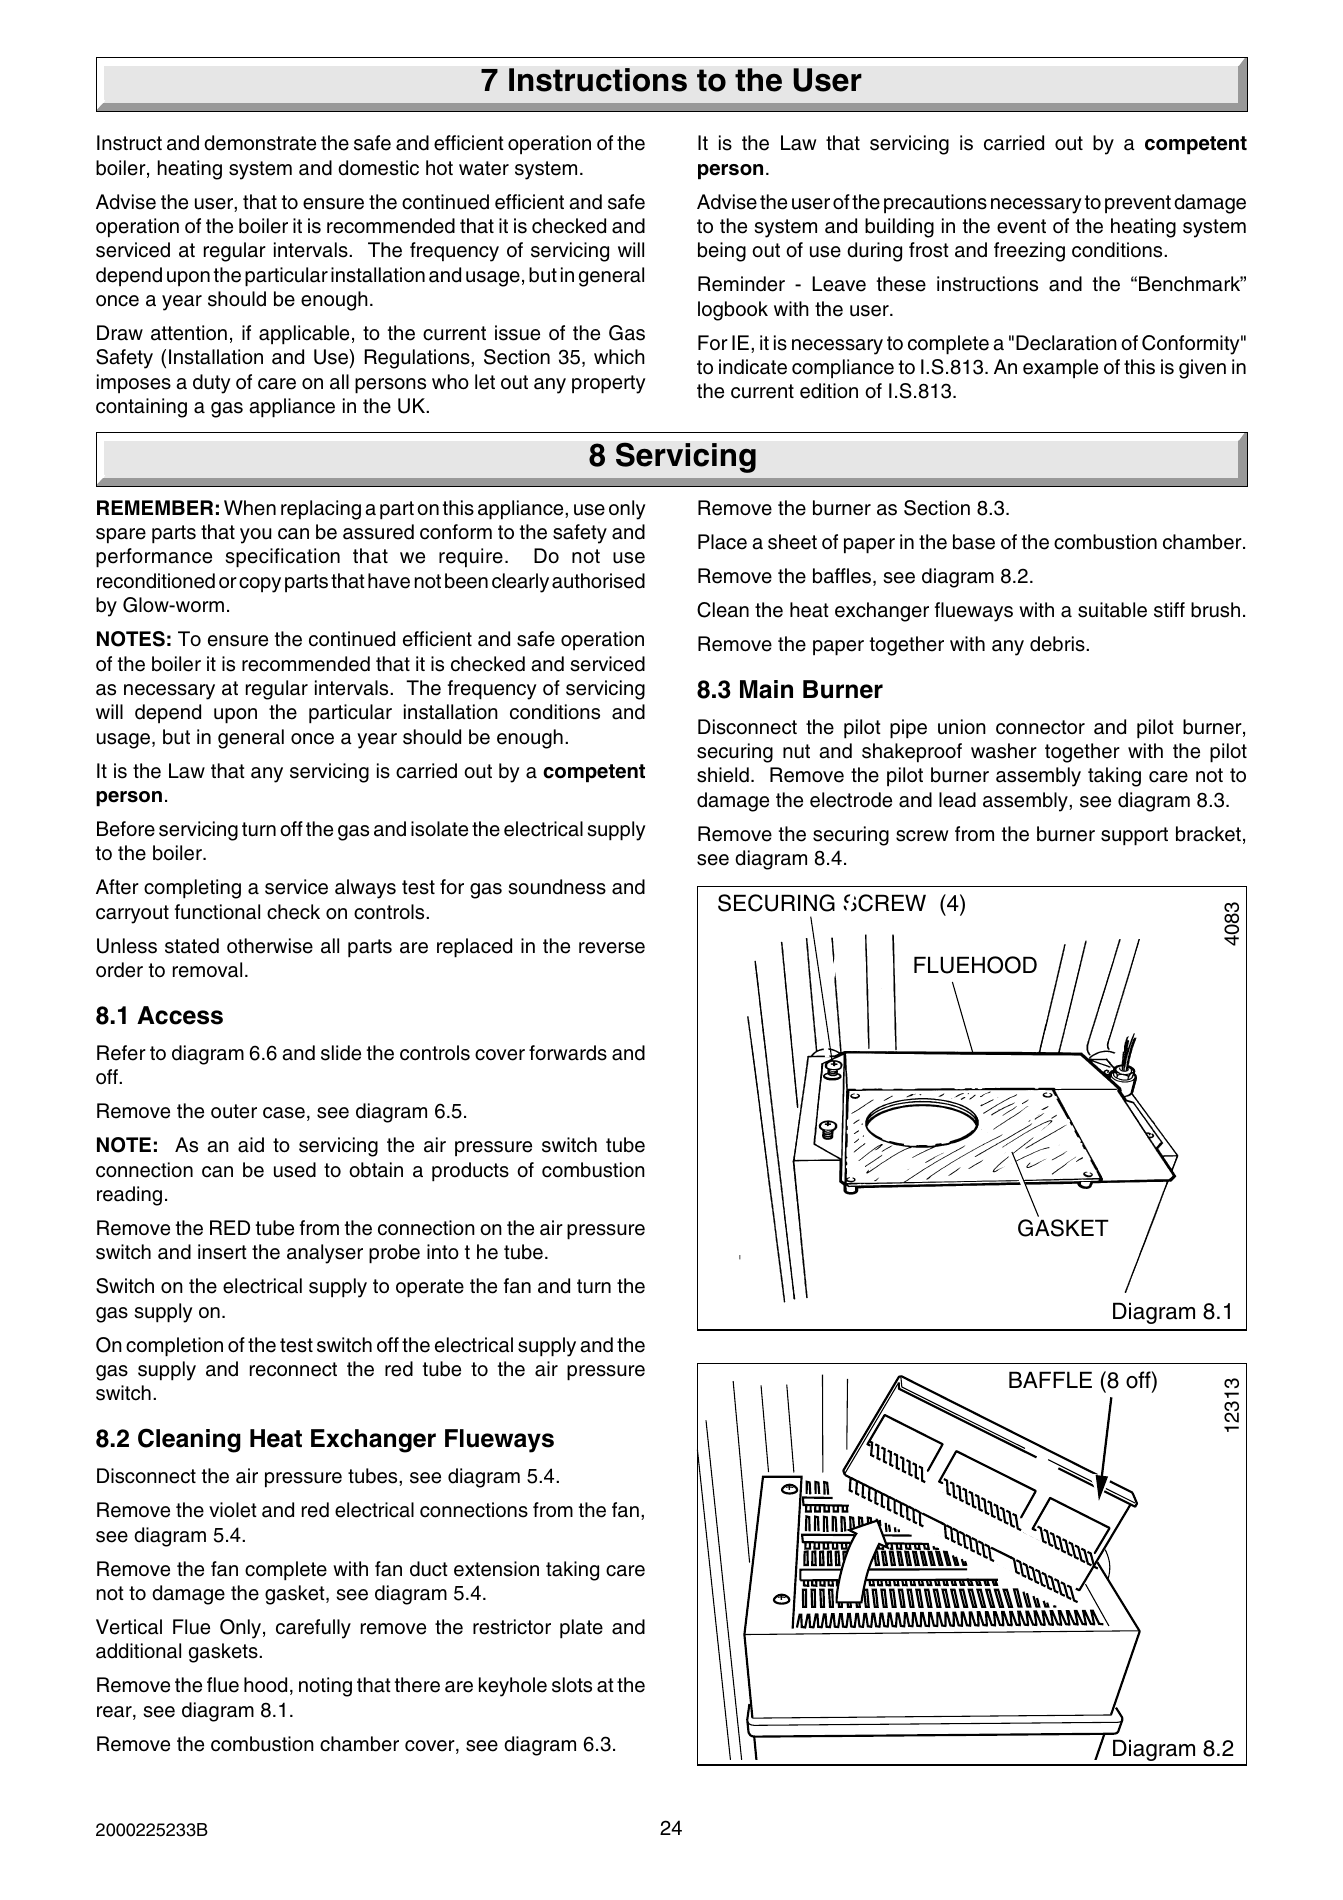 7 Instructions to the User
Instruct and demonstrate the safe and efficient operation of the
boiler, heating system and domestic hot water system.
Advise the user, that to ensure the continued efficient and safe
operation of the boiler it is recommended that it is checked and
serviced at regular intervals. The frequency of servicing will
depend upon the particular installation and usage, but in general
once a year should be enough.
Draw attention, if applicable, to the current issue of the Gas
Safety (Installation and Use) Regulations, Section 35, which
imposes a duty of care on all persons who let out any property
containing a gas appliance in the UK.
It is the Law that servicing is carried out by a competent
person.
Advise the user of the precautions necessary to prevent damage
to the system and building in the event of the heating system
being out of use during frost and freezing conditions.
Reminder - Leave these instructions and the “Benchmark”
logbook with the user.
For IE, it is necessary to complete a "Declaration of Conformity"
to indicate compliance to I.S.813. An example of this is given in
the current edition of I.S.813.
8 Servicing
REMEMBER: When replacing a part on this appliance, use only
spare parts that you can be assured conform to the safety and
performance specification that we require. Do not use
reconditioned or copy parts that have not been clearly authorised
by Glow-worm.
NOTES: To ensure the continued efficient and safe operation
of the boiler it is recommended that it is checked and serviced
as necessary at regular intervals. The frequency of servicing
will depend upon the particular installation conditions and
usage, but in general once a year should be enough.
It is the Law that any servicing is carried out by a competent
person.
Before servicing turn off the gas and isolate the electrical supply
to the boiler.
After completing a service always test for gas soundness and
carryout functional check on controls.
Unless stated otherwise all parts are replaced in the reverse
order to removal.
8.1 Access
Refer to diagram 6.6 and slide the controls cover forwards and
off.
Remove the outer case, see diagram 6.5.
NOTE: As an aid to servicing the air pressure switch tube
connection can be used to obtain a products of combustion
reading.
Remove the RED tube from the connection on the air pressure
switch and insert the analyser probe into t he tube.
Switch on the electrical supply to operate the fan and turn the
gas supply on.
On completion of the test switch off the electrical supply and the
gas supply and reconnect the red tube to the air pressure
switch.
8.2 Cleaning Heat Exchanger Flueways
Disconnect the air pressure tubes, see diagram 5.4.
Remove the violet and red electrical connections from the fan,
see diagram 5.4.
Remove the fan complete with fan duct extension taking care
not to damage the gasket, see diagram 5.4.
Vertical Flue Only, carefully remove the restrictor plate and
additional gaskets.
Remove the flue hood, noting that there are keyhole slots at the
rear, see diagram 8.1.
Remove the combustion chamber cover, see diagram 6.3.
Remove the burner as Section 8.3.
Place a sheet of paper in the base of the combustion chamber.
Remove the baffles, see diagram 8.2.
Clean the heat exchanger flueways with a suitable stiff brush.
Remove the paper together with any debris.
8.3 Main Burner
Disconnect the pilot pipe union connector and pilot burner,
securing nut and shakeproof washer together with the pilot
shield. Remove the pilot burner assembly taking care not to
damage the electrode and lead assembly, see diagram 8.3.
Remove the securing screw from the burner support bracket,
see diagram 8.4.
SECURING SCREW (4)
4083
FLUEHOOD
GASKET
Diagram 8.1
BAFFLE (8 off)
12313
Diagram 8.2
2000225233B
24